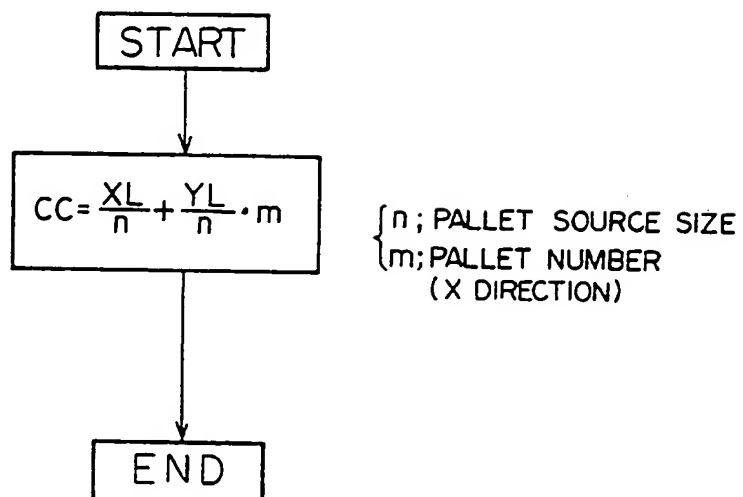 START
CC = XL/n + YL/n · m
{ n ; PALLET SOURCE SIZE
m; PALLET NUMBER
(X DIRECTION)
END